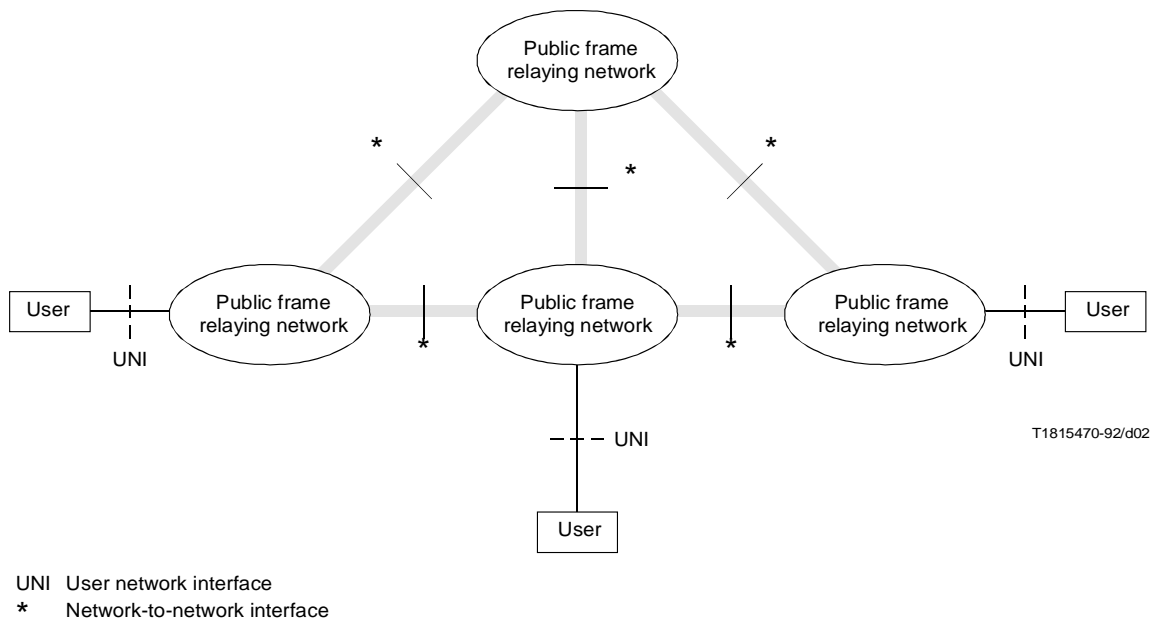 Public frame
relaying network
*
*
*
User
UNI
Public frame
relaying network
*
Public frame
relaying network
*
Public frame
relaying network
UNI
User
UNI
T1815470-92/d02
User
UNI User network interface
* Network-to-network interface